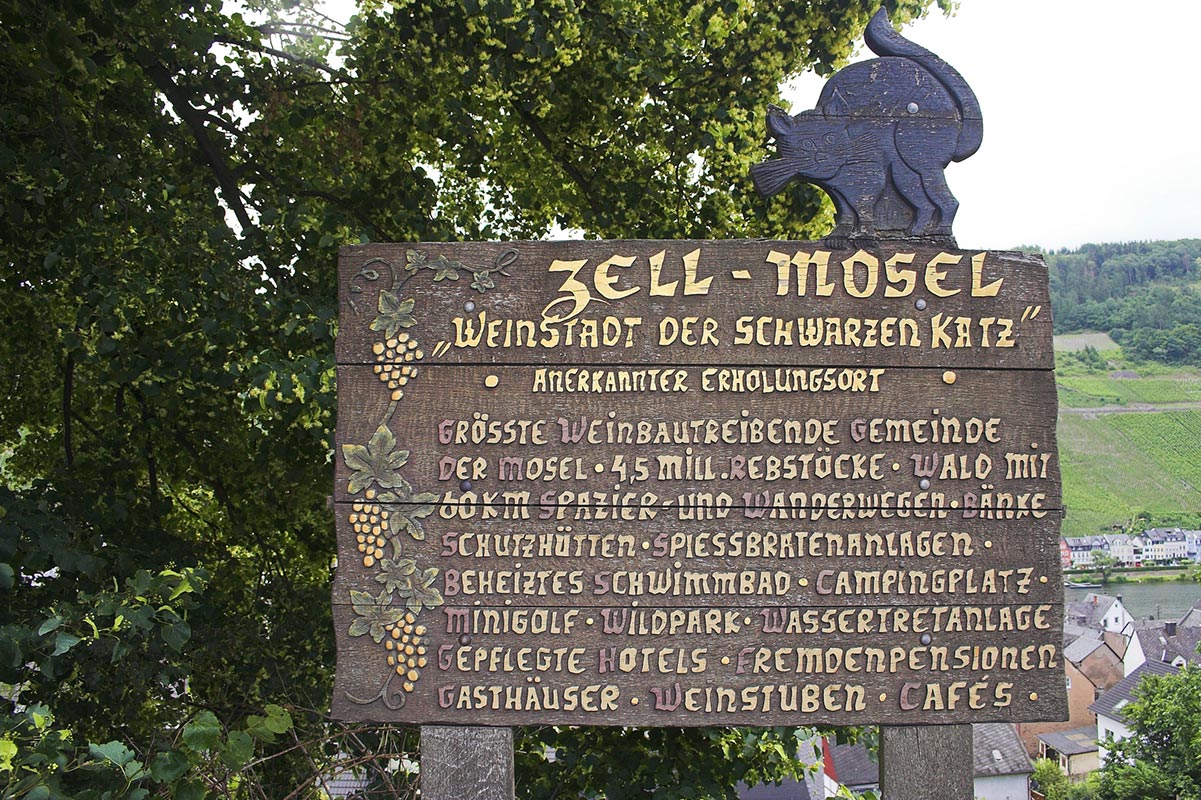 ZELL - MOSEL
„WEINSTADT DER SCHWARZEN KATZ"
• ANERKANNTER ERHOLUNGSORT •
GRÖSSTE WEINBAUTREIBENDE GEMEINDE
DER MOSEL · 4,5 MILL. REBSTÖCKE · WALD MIT
60 KM SPAZIER- UND WANDERWEGEN · BÄNKE
SCHUTZHÜTTEN · SPIESSBRATENANLAGEN ·
BEHEIZTES SCHWIMMBAD · CAMPINGPLATZ ·
MINIGOLF · WILDPARK · WASSERTRETANLAGE
GEPFLEGTE HOTELS · FREMDENPENSIONEN
GASTHÄUSER · WEINSTUBEN · CAFÉS ·